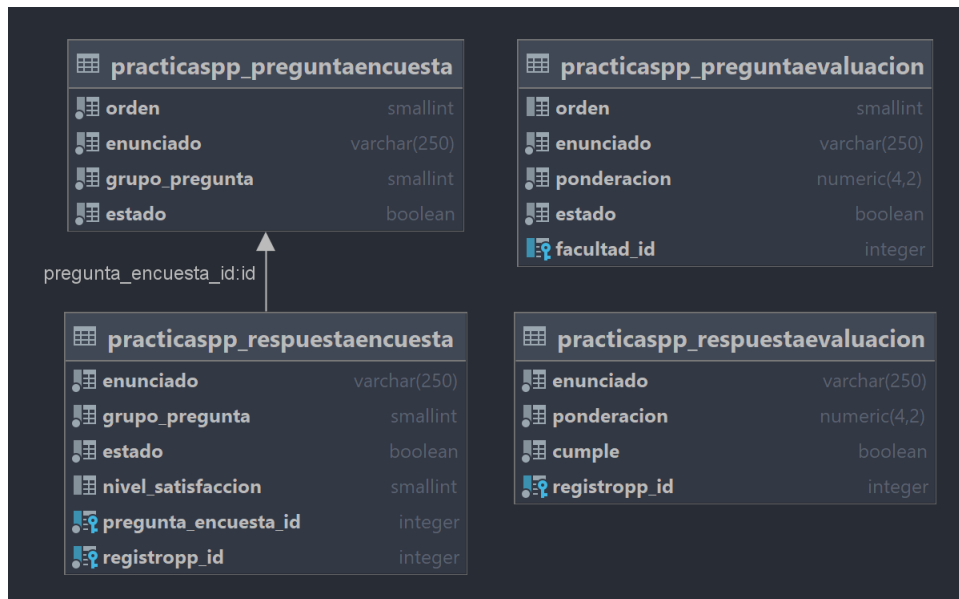 practicaspp_preguntaencuesta
orden smallint
enunciado varchar(250)
grupo_pregunta smallint
estado boolean
practicaspp_preguntaevaluacion
orden smallint
enunciado varchar(250)
ponderacion numeric(4,2)
estado boolean
facultad_id integer
pregunta_encuesta_id:id
practicaspp_respuestaencuesta
enunciado varchar(250)
grupo_pregunta smallint
estado boolean
nivel_satisfaccion smallint
pregunta_encuesta_id integer
registropp_id integer
practicaspp_respuestaevaluacion
enunciado varchar(250)
ponderacion numeric(4,2)
cumple boolean
registropp_id integer